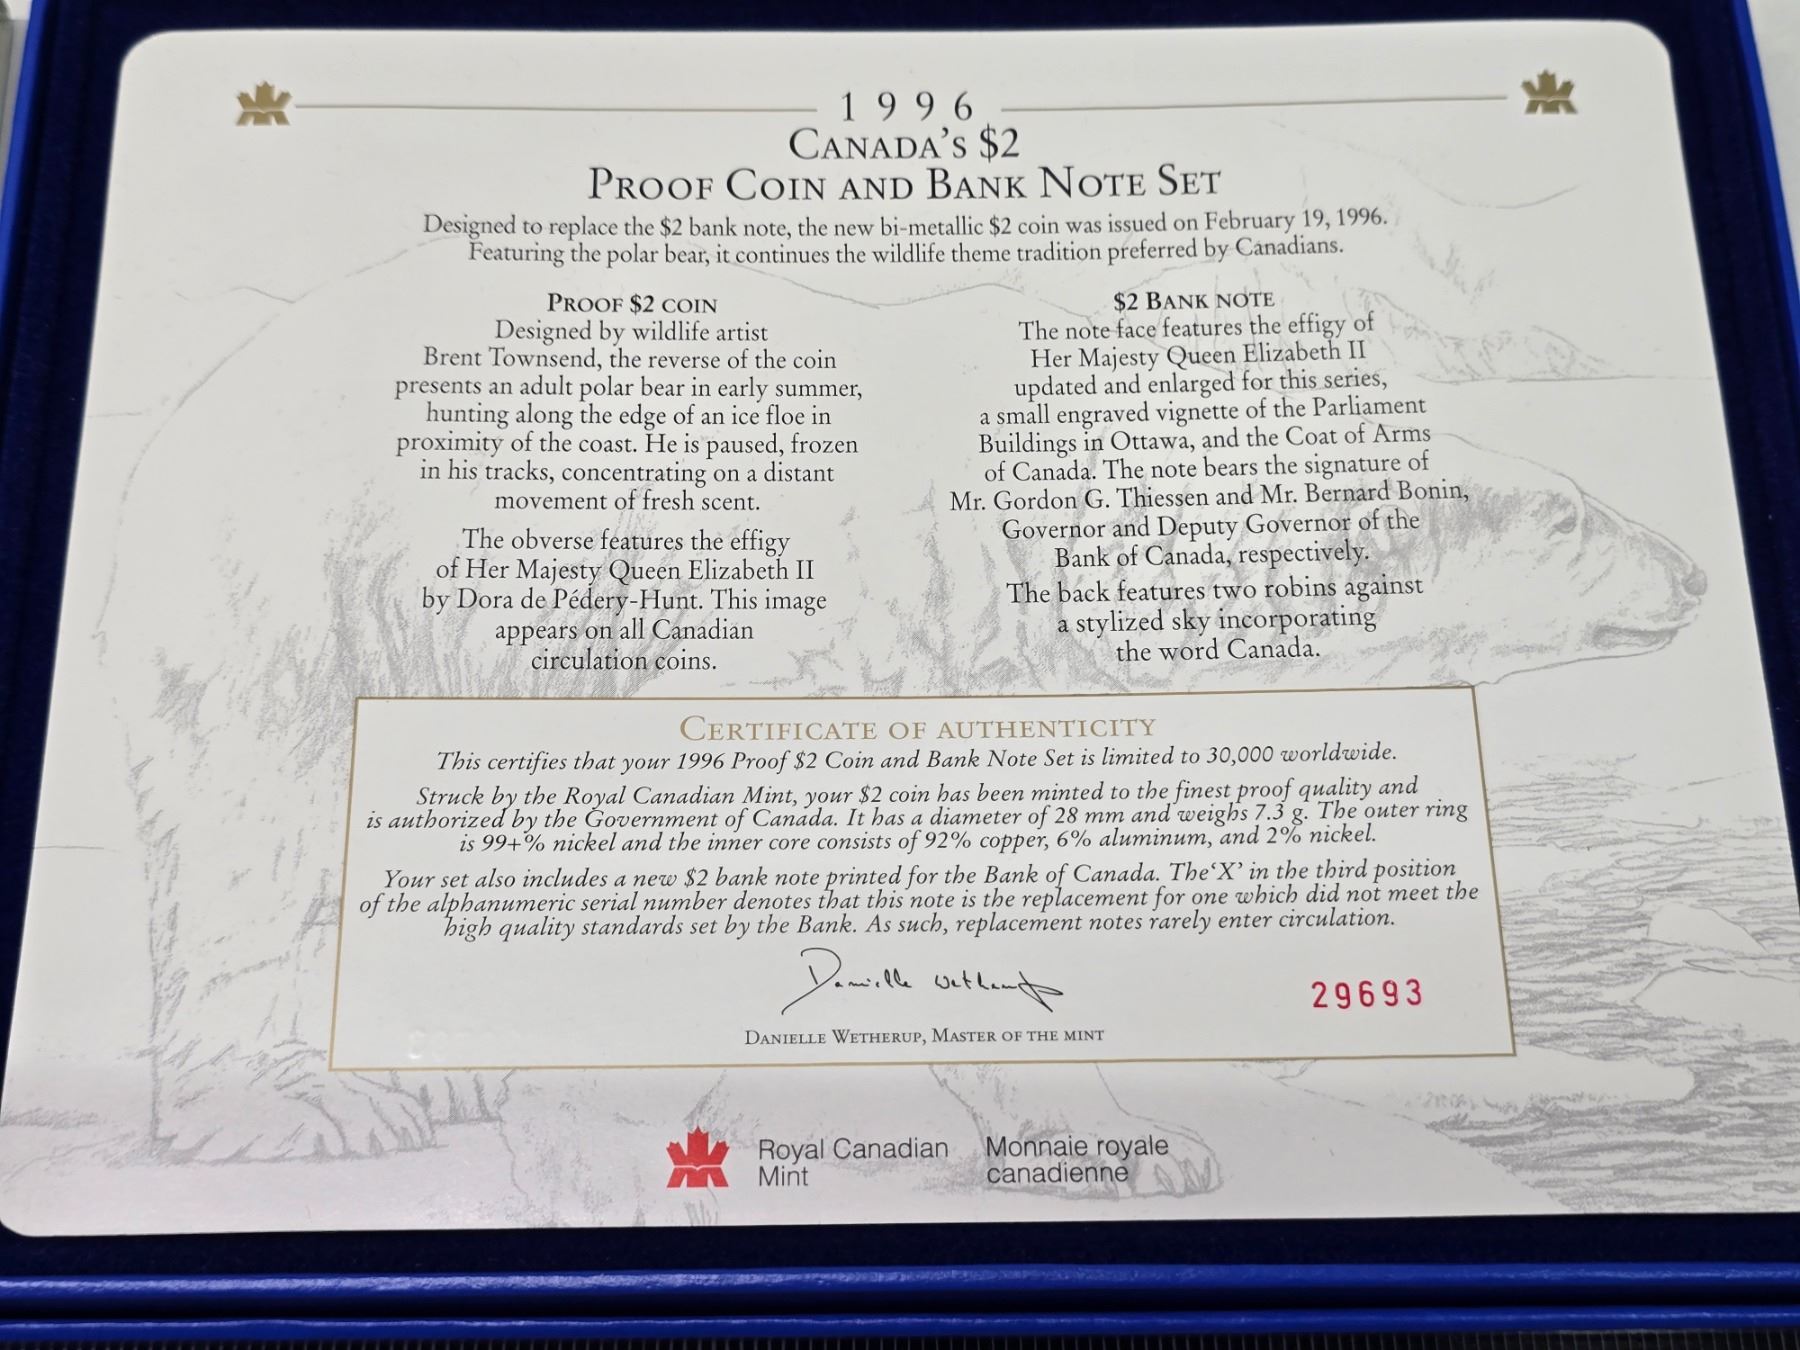 1996
CANADA'S $2
PROOF COIN AND BANK NOTE SET
Designed to replace the $2 bank note, the new bi-metallic $2 coin was issued on February 19, 1996.
Featuring the polar bear, it continues the wildlife theme tradition preferred by Canadians.
PROOF $2 COIN
Designed by wildlife artist
Brent Townsend, the reverse of the coin
presents an adult polar bear in early summer,
hunting along the edge of an ice floe in
proximity of the coast. He is paused, frozen
in his tracks, concentrating on a distant
movement of fresh scent.
The obverse features the effigy
of Her Majesty Queen Elizabeth II
by Dora de Pédery-Hunt. This image
appears on all Canadian
circulation coins.
$2 BANK NOTE
The note face features the effigy of
Her Majesty Queen Elizabeth II
updated and enlarged for this series,
a small engraved vignette of the Parliament
Buildings in Ottawa, and the Coat of Arms
of Canada. The note bears the signature of
Mr. Gordon G. Thiessen and Mr. Bernard Bonin,
Governor and Deputy Governor of the
Bank of Canada, respectively.
The back features two robins against
a stylized sky incorporating
the word Canada.
CERTIFICATE OF AUTHENTICITY
This certifies that your 1996 Proof $2 Coin and Bank Note Set is limited to 30,000 worldwide.
Struck by the Royal Canadian Mint, your $2 coin has been minted to the finest proof quality and
is authorized by the Government of Canada. It has a diameter of 28 mm and weighs 7.3 g. The outer ring
is 99+% nickel and the inner core consists of 92% copper, 6% aluminum, and 2% nickel.
Your set also includes a new $2 bank note printed for the Bank of Canada. The 'X' in the third position
of the alphanumeric serial number denotes that this note is the replacement for one which did not meet the
high quality standards set by the Bank. As such, replacement notes rarely enter circulation.
Danielle Wetherup
29693
DANIELLE WETHERUP, MASTER OF THE MINT
Royal Canadian Mint
Monnaie royale canadienne